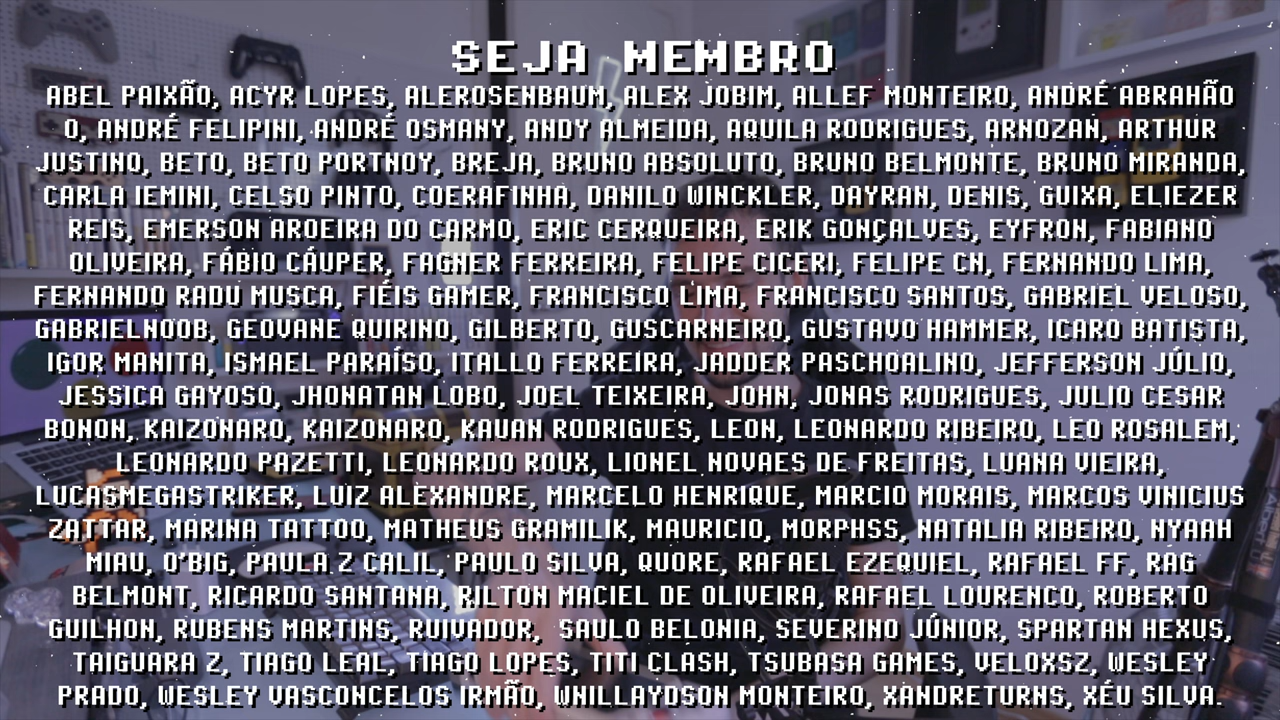 SEJA MEMBRO
ABEL PAIXÃO, ACYR LOPES, ALEROSENBAUM, ALEX JOBIM, ALLEF MONTEIRO, ANDRÉ ABRAHÃO
O, ANDRÉ FELIPINI, ANDRÉ OSMANY, ANDY ALMEIDA, AQUILA RODRIGUES, ARNOZAN, ARTHUR
JUSTINO, BETO, BETO PORTNOY, BREJA, BRUNO ABSOLUTO, BRUNO BELMONTE, BRUNO MIRANDA,
CARLA IEMINI, CELSO PINTO, COERAFINHA, DANILO WINCKLER, DAYRAN, DENIS, GUIXA, ELIEZER
REIS, EMERSON AROEIRA DO CARMO, ERIC CERQUEIRA, ERIK GONÇALVES, EYFRON, FABIANO
OLIVEIRA, FÁBIO CÁUPER, FAGNER FERREIRA, FELIPE CICERI, FELIPE CN, FERNANDO LIMA,
FERNANDO RADU MUSCA, FIÉIS GAMER, FRANCISCO LIMA, FRANCISCO SANTOS, GABRIEL VELOSO,
GABRIELNOOB, GEOVANE QUIRINO, GILBERTO, GUSCARNEIRO, GUSTAVO HAMMER, ICARO BATISTA,
IGOR MANITA, ISMAEL PARAÍSO, ITALLO FERREIRA, JADDER PASCHOALINO, JEFFERSON JÚLIO,
JESSICA GAYOSO, JHONATAN LOBO, JOEL TEIXEIRA, JOHN, JONAS RODRIGUES, JULIO CESAR
BONON, KAIZONARO, KAIZONARO, KAUAN RODRIGUES, LEON, LEONARDO RIBEIRO, LEO ROSALEM,
LEONARDO PAZETTI, LEONARDO ROUX, LIONEL NOVAES DE FREITAS, LUANA VIEIRA,
LUCASMEGASTRIKER, LUIZ ALEXANDRE, MARCELO HENRIQUE, MARCIO MORAIS, MARCOS VINICIUS
ZATTAR, MARINA TATTOO, MATHEUS GRAMILIK, MAURICIO, MORPHSS, NATALIA RIBEIRO, NYAAH
MIAU, O'BIG, PAULA Z CALIL, PAULO SILVA, QUORE, RAFAEL EZEQUIEL, RAFAEL FF, RAG
BELMONT, RICARDO SANTANA, RILTON MACIEL DE OLIVEIRA, RAFAEL LOURENCO, ROBERTO
GUILHON, RUBENS MARTINS, RUIVADOR, SAULO BELONIA, SEVERINO JÚNIOR, SPARTAN HEXUS,
TAIGUARA Z, TIAGO LEAL, TIAGO LOPES, TITI CLASH, TSUBASA GAMES, VELOXSZ, WESLEY
PRADO, WESLEY VASCONCELOS IRMÃO, WNILLAYDSON MONTEIRO, XANDRETURNS, XÉU SILVA.